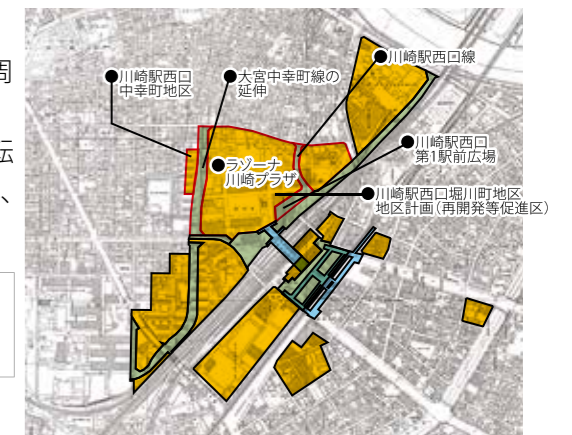 周
転
、
川崎駅西口
中幸町地区
大宮中幸町線の
延伸
川崎駅西口線
ラゾーナ
川崎プラザ
川崎駅西口
第1駅前広場
川崎駅西口堀川町地区
地区計画(再開発等促進区)